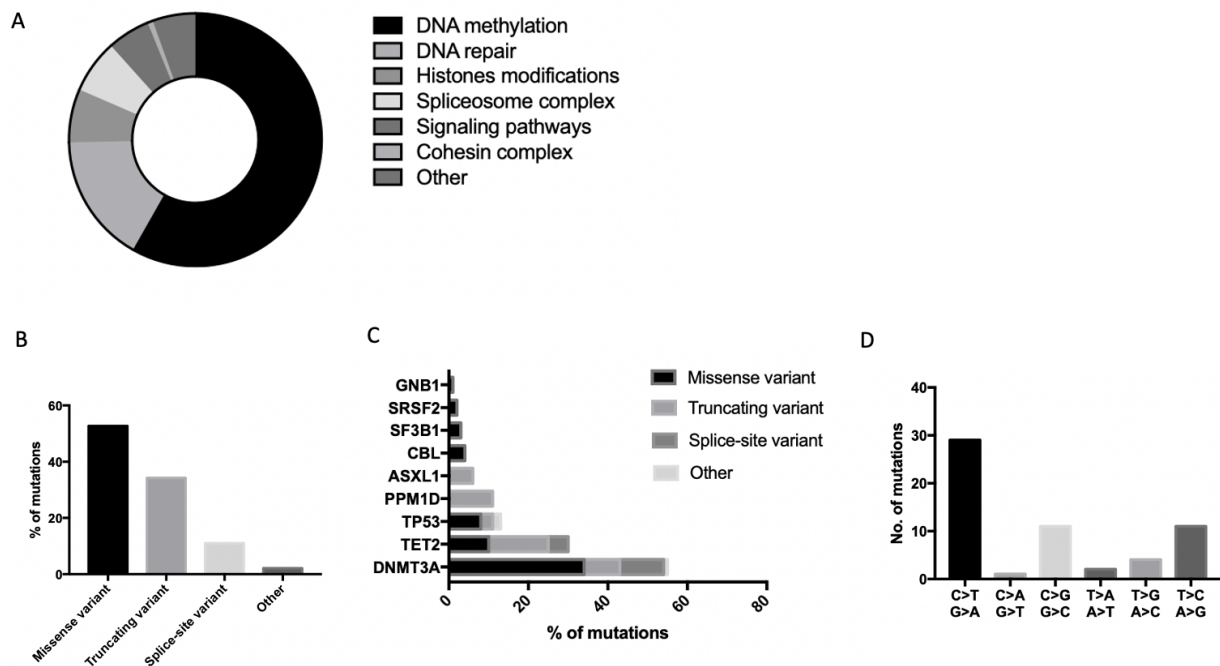 A
DNA methylation
DNA repair
Histones modifications
Spliceosome complex
Signaling pathways
Cohesin complex
Other
B
% of mutations
60
40
20
0
Missense variant
Truncating variant
Splice-site variant
Other
C
GNB1
SRSF2
SF3B1
CBL
ASXL1
PPM1D
TP53
TET2
DNMT3A
0
20
40
60
80
% of mutations
Missense variant
Truncating variant
Splice-site variant
Other
D
No. of mutations
40
30
20
10
0
C>T C>A C>G T>A T>G T>C
G>A G>T G>C A>T A>C A>G